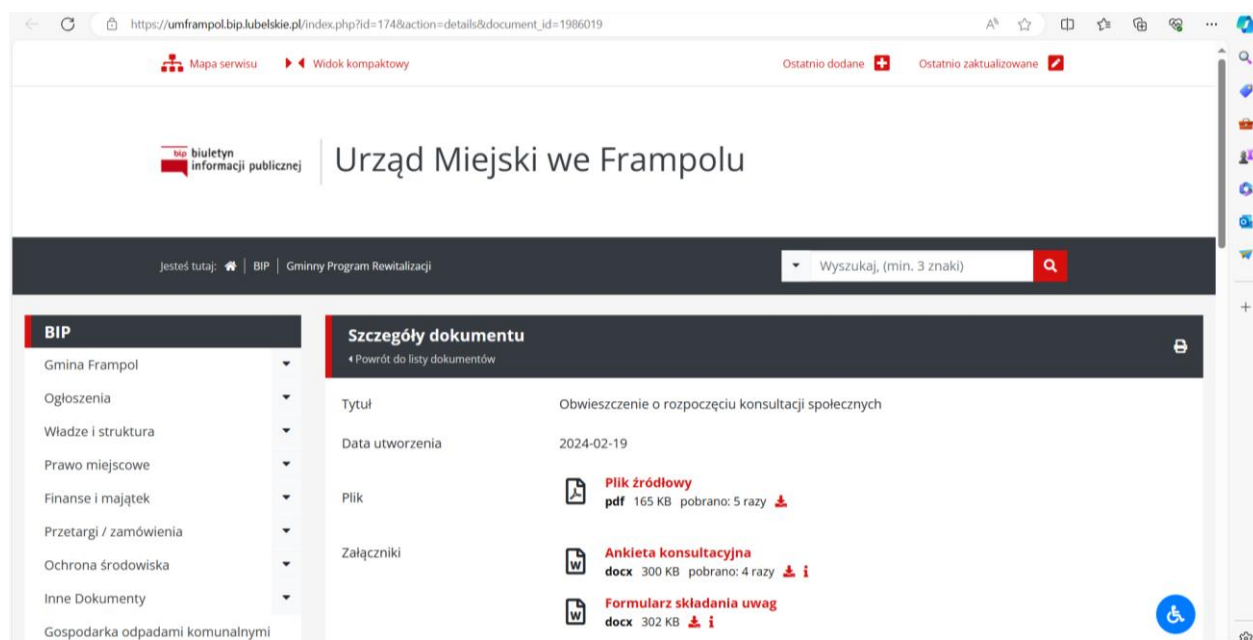 https://umframpol.bip.lubelskie.pl/index.php?id=174&action=details&document_id=1986019
Mapa serwisu
Widok kompaktowy
Ostatnio dodane
Ostatnio zaktualizowane
bip biuletyn
informacji publicznej
Urząd Miejski we Frampolu
Jesteś tutaj: | BIP | Gminny Program Rewitalizacji
Wyszukaj, (min. 3 znaki)
BIP
Gmina Frampol
Ogłoszenia
Władze i struktura
Prawo miejscowe
Finanse i majątek
Przetargi / zamówienia
Ochrona środowiska
Inne Dokumenty
Gospodarka odpadami komunalnymi
Szczegóły dokumentu
Powrót do listy dokumentów
Tytuł Obwieszczenie o rozpoczęciu konsultacji społecznych
Data utworzenia 2024-02-19
Plik
Plik źródłowy
pdf 165 KB pobrano: 5 razy
Załączniki
Ankieta konsultacyjna
docx 300 KB pobrano: 4 razy
Formularz składania uwag
docx 302 KB